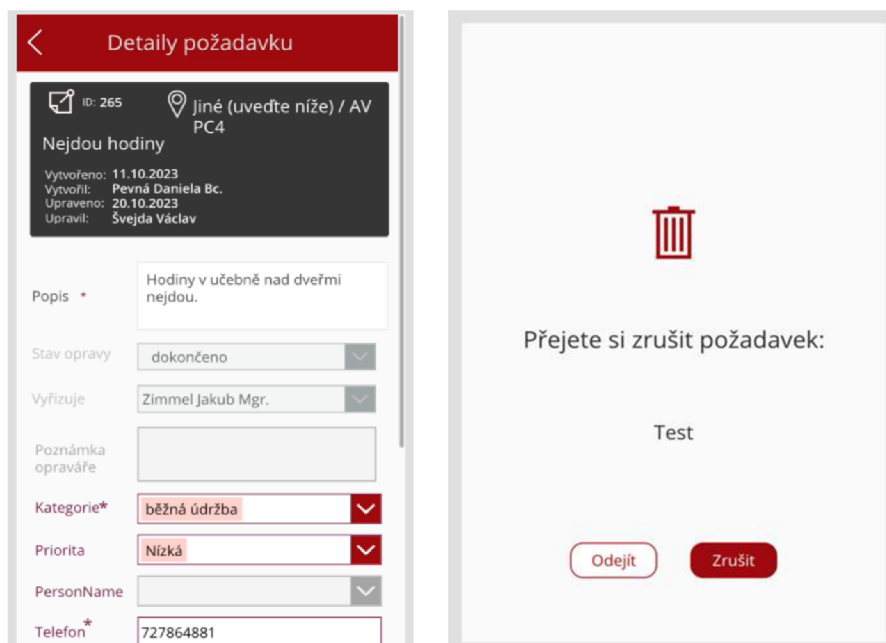 Detaily požadavku
ID: 265
Jiné (uveďte níže) / AV
PC4
Nejdou hodiny
Vytvořeno: 11.10.2023
Vytvořil: Pevná Daniela Bc.
Upraveno: 20.10.2023
Upravil: Švejda Václav
Popis *
Hodiny v učebně nad dveřmi
nejdou.
Stav opravy dokončeno
Vyřizuje Zimmel Jakub Mgr.
Poznámka
opraváře
Kategorie* běžná údržba
Priorita Nízká
PersonName
Telefon* 727864881
Přejete si zrušit požadavek:
Test
Odejít Zrušit